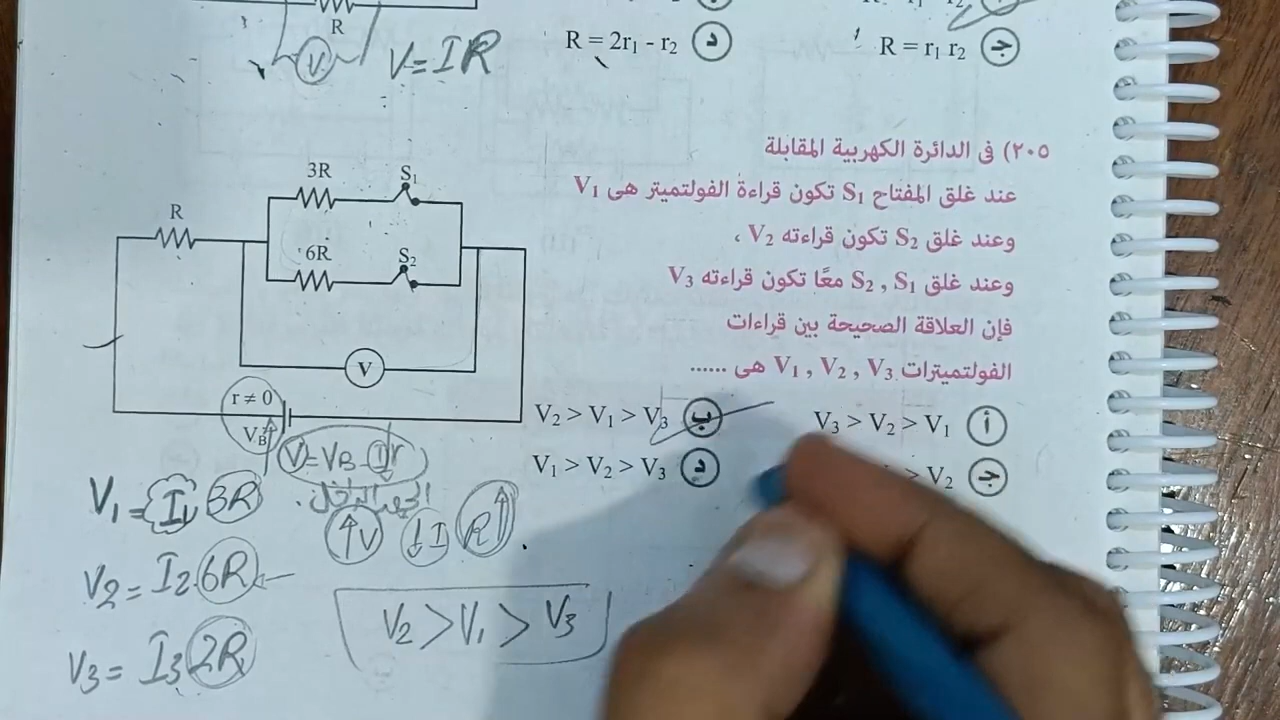 R
V
V = IR
R = 2r₁ - r₂ د
R = r₁ r₂ ج
٢٠٥) فى الدائرة الكهربية المقابلة
عند غلق المفتاح S₁ تكون قراءة الفولتميتر هى V₁
وعند غلق S₂ تكون قراءته V₂ ،
وعند غلق S₂ , S₁ معًا تكون قراءته V₃
فإن العلاقة الصحيحة بين قراءات
الفولتميترات V₁ , V₂ , V₃ هى ......
أ V₃ > V₂ > V₁
ب V₂ > V₁ > V₃
ج > V₂
د V₁ > V₂ > V₃
3R S₁
R
6R S₂
V
r ≠ 0
V_B
V = V_B - Ir
V₁ = I₁ 3R
↑V ↓I R↑
V₂ = I₂ 6R
V₂ > V₁ > V₃
V₃ = I₃ 2R